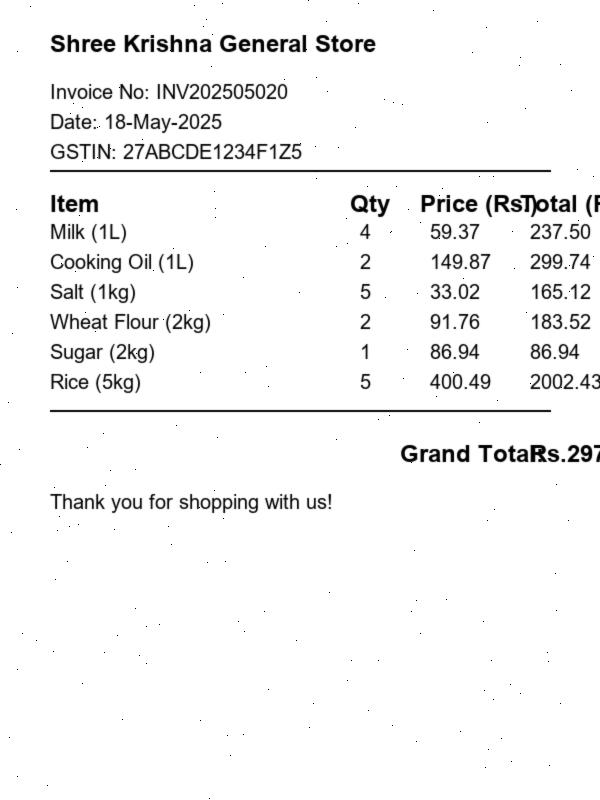 Shree Krishna General Store
Invoice No: INV202505020
Date: 18-May-2025
GSTIN: 27ABCDE1234F1Z5
Item Qty Price (Rs.) Total (R
Milk (1L) 4 59.37 237.50
Cooking Oil (1L) 2 149.87 299.74
Salt (1kg) 5 33.02 165.12
Wheat Flour (2kg) 2 91.76 183.52
Sugar (2kg) 1 86.94 86.94
Rice (5kg) 5 400.49 2002.43
Grand Total Rs.297
Thank you for shopping with us!